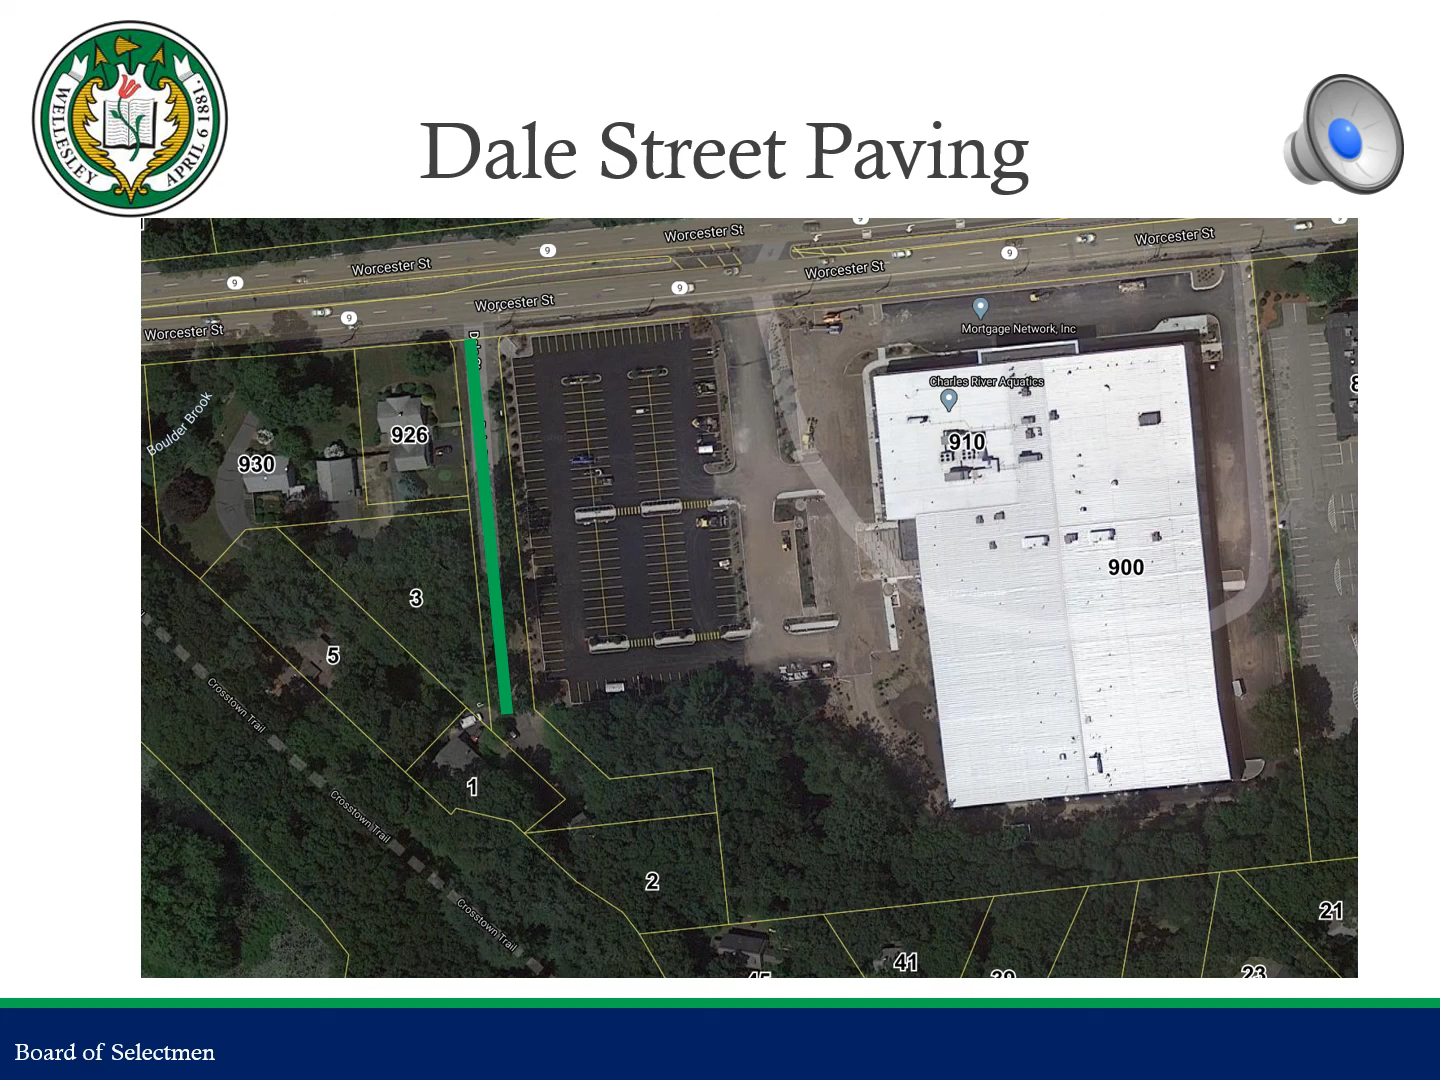 WELLESLEY
APRIL 6 1881.
Dale Street Paving
9
9
Worcester St
Worcester St
9
9
Worcester St
Worcester St
9
Worcester St
9
9
Worcester St
Mortgage Network, Inc
Charles River Aquatics
Boulder Brook
926
930
910
900
3
5
Crosstown Trail
1
Crosstown Trail
2
Crosstown Trail
21
41
23
Board of Selectmen